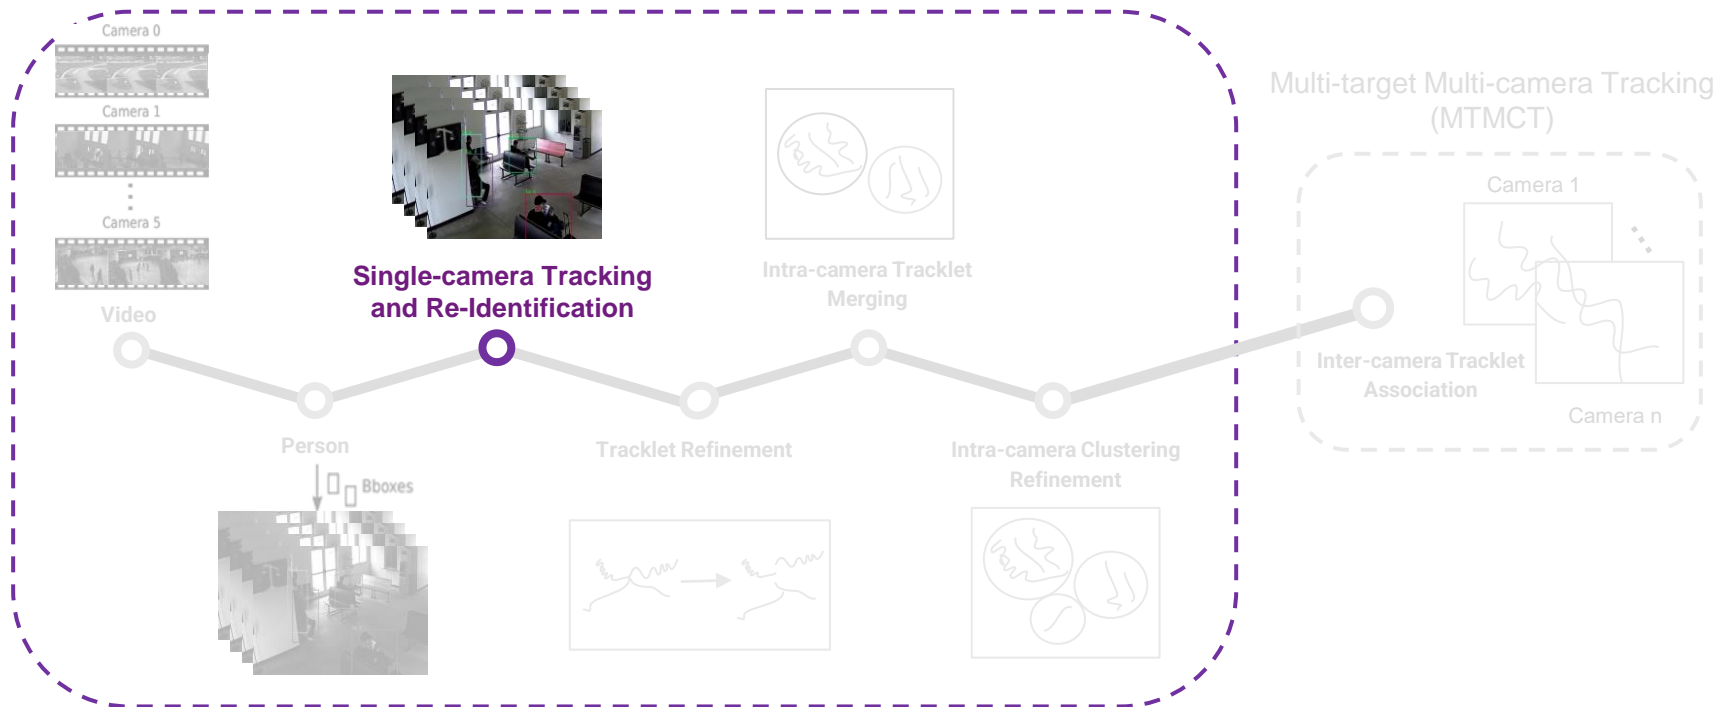 Camera 0
Camera 1
Camera 5
Video
Single-camera Tracking
and Re-Identification
Intra-camera Tracklet
Merging
Person
Bboxes
Tracklet Refinement
Intra-camera Clustering
Refinement
Multi-target Multi-camera Tracking
(MTMCT)
Camera 1
Inter-camera Tracklet
Association
Camera n